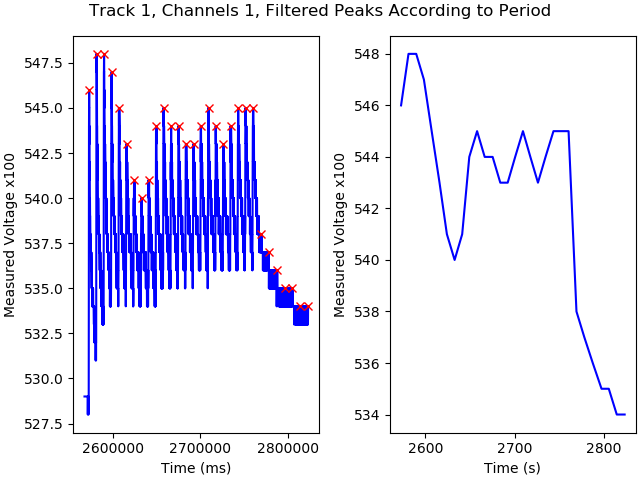 Track 1, Channels 1, Filtered Peaks According to Period
547.5
545.0
542.5
540.0
537.5
535.0
532.5
530.0
527.5
Measured Voltage x100
2600000 2700000 2800000
Time (ms)
548
546
544
542
540
538
536
534
Measured Voltage x100
2600 2700 2800
Time (s)